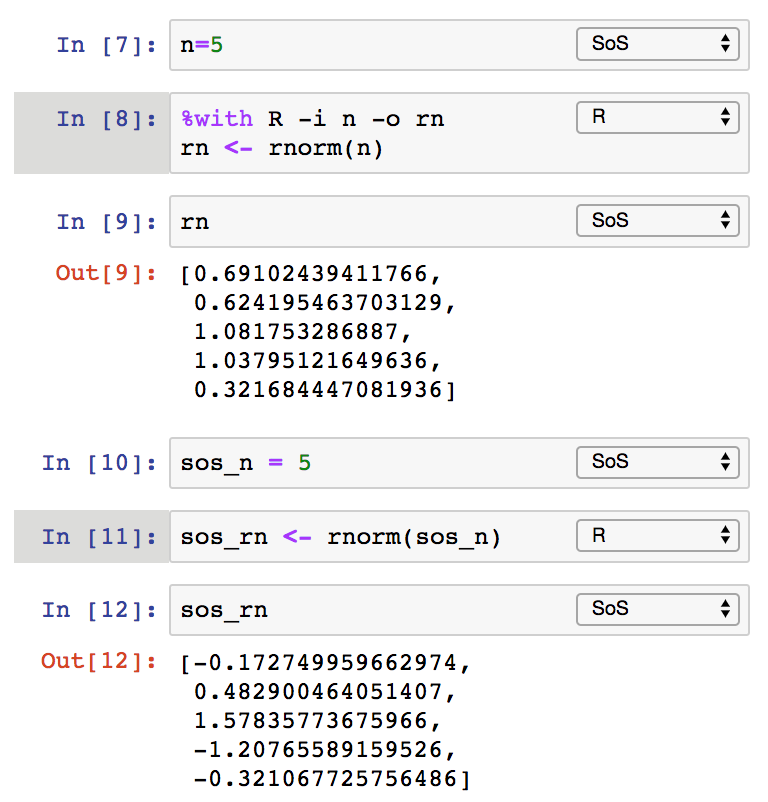 In [7]: n=5 SoS
In [8]: %with R -i n -o rn R
rn <- rnorm(n)
In [9]: rn SoS
Out[9]: [0.69102439411766,
0.624195463703129,
1.081753286887,
1.03795121649636,
0.321684447081936]
In [10]: sos_n = 5 SoS
In [11]: sos_rn <- rnorm(sos_n) R
In [12]: sos_rn SoS
Out[12]: [-0.172749959662974,
0.482900464051407,
1.57835773675966,
-1.20765589159526,
-0.321067725756486]